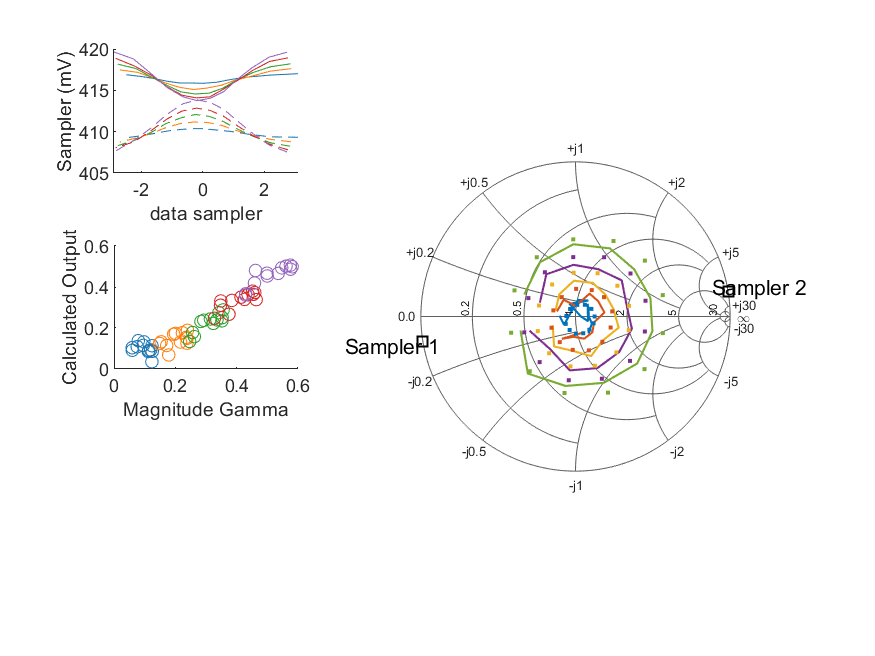 420
415
410
405
Sampler (mV)
-2 0 2
data sampler
0.6
0.4
0.2
0
Calculated Output
0 0.2 0.4 0.6
Magnitude Gamma
+j1
+j0.5 +j2
+j0.2 +j5
Sampler 2
+j30
0.0 0.2 0.5 2 5 30 ∞
-j30
Sampler 1
-j0.2 -j5
-j0.5 -j2
-j1